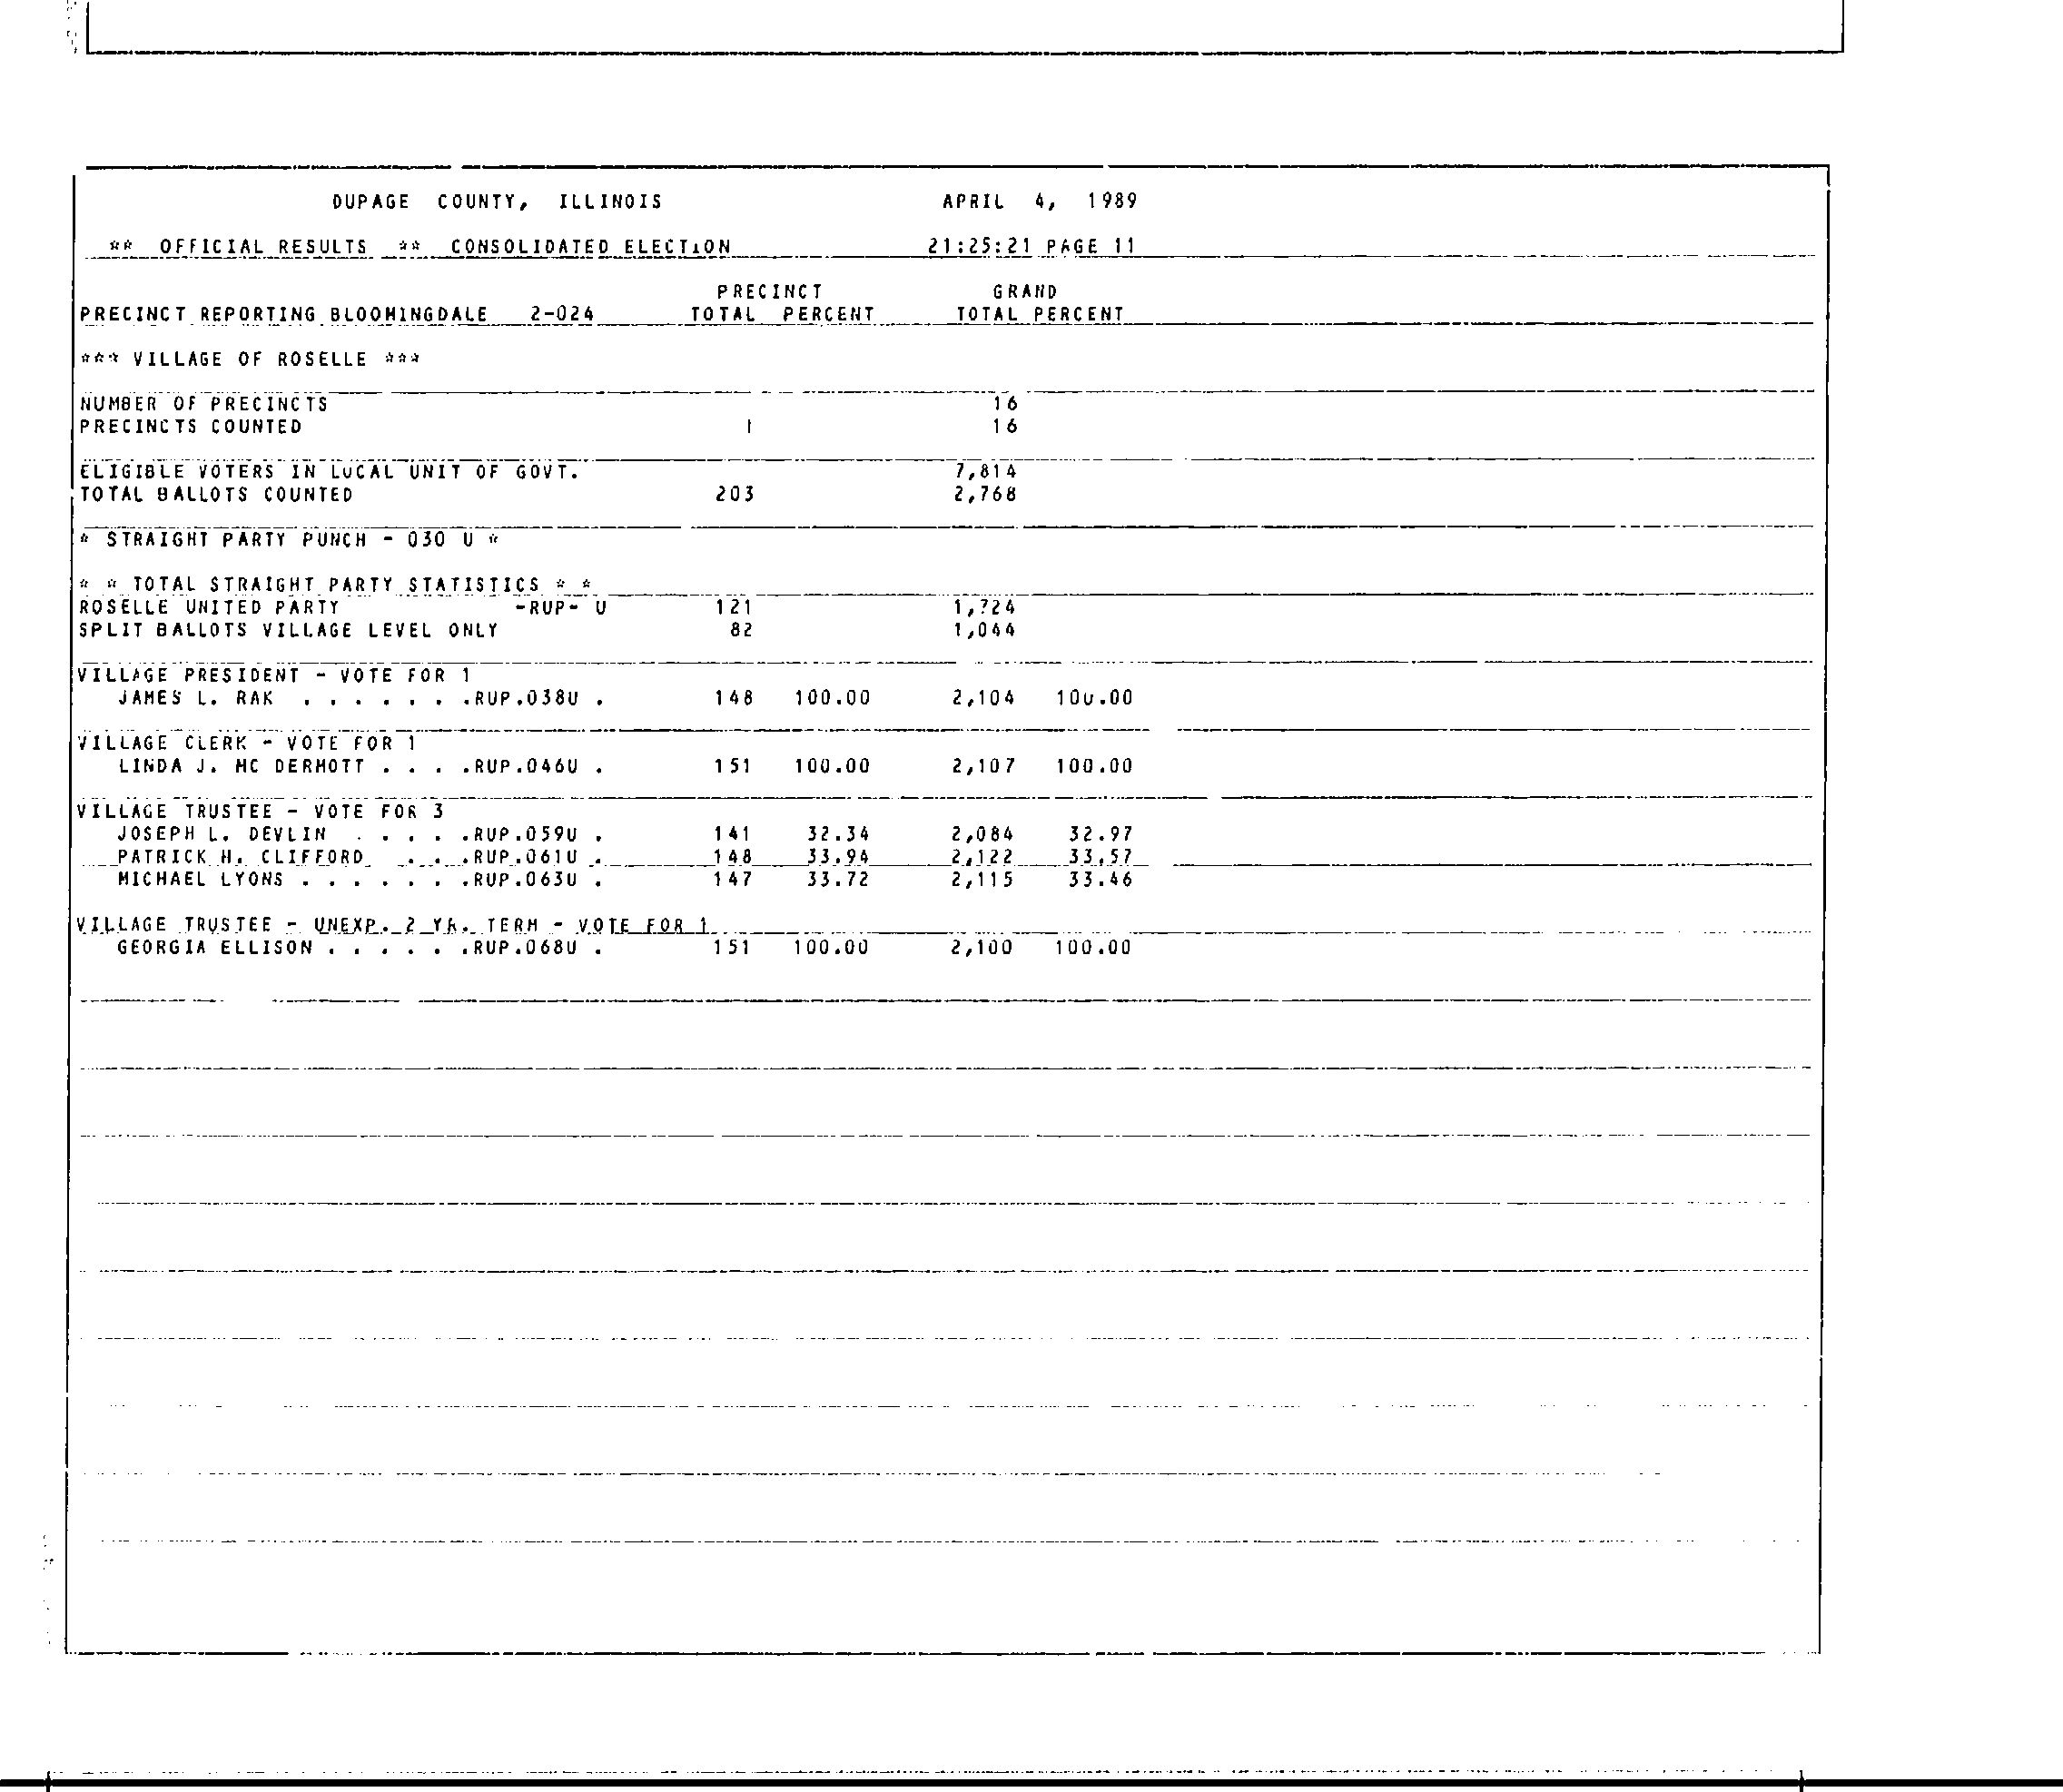 DUPAGE COUNTY, ILLINOIS APRIL 4, 1989
** OFFICIAL RESULTS ** CONSOLIDATED ELECTION 21:25:21 PAGE 11
PRECINCT GRAND
PRECINCT REPORTING BLOOMINGDALE 2-024 TOTAL PERCENT TOTAL PERCENT
*** VILLAGE OF ROSELLE ***
NUMBER OF PRECINCTS 16
PRECINCTS COUNTED 1 16
ELIGIBLE VOTERS IN LOCAL UNIT OF GOVT. 7,814
TOTAL BALLOTS COUNTED 203 2,768
* STRAIGHT PARTY PUNCH - 030 U *
* * TOTAL STRAIGHT PARTY STATISTICS * *
ROSELLE UNITED PARTY -RUP- U 121 1,724
SPLIT BALLOTS VILLAGE LEVEL ONLY 82 1,044
VILLAGE PRESIDENT - VOTE FOR 1
JAMES L. RAK . . . . . . .RUP.038U . 148 100.00 2,104 100.00
VILLAGE CLERK - VOTE FOR 1
LINDA J. MC DERMOTT . . . .RUP.046U . 151 100.00 2,107 100.00
VILLAGE TRUSTEE - VOTE FOR 3
JOSEPH L. DEVLIN . . . . .RUP.059U . 141 32.34 2,084 32.97
PATRICK H. CLIFFORD . . .RUP.061U . 148 33.94 2,122 33.57
MICHAEL LYONS . . . . . . .RUP.063U . 147 33.72 2,115 33.46
VILLAGE TRUSTEE - UNEXP. 2 YR. TERM - VOTE FOR 1
GEORGIA ELLISON . . . . . .RUP.068U . 151 100.00 2,100 100.00